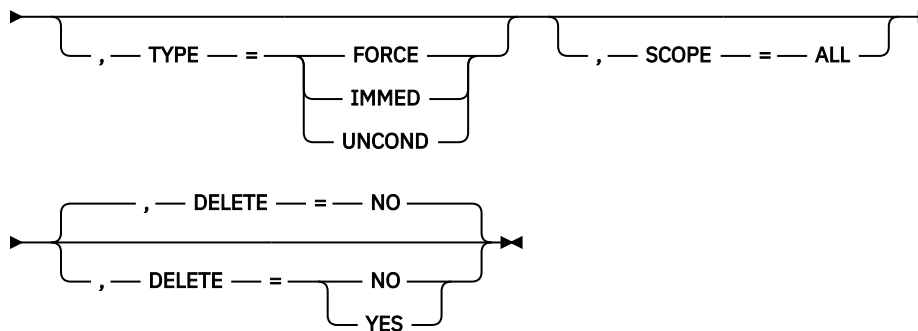 , TYPE = FORCE , SCOPE = ALL
IMMED
UNCOND
, DELETE = NO
, DELETE = NO
YES